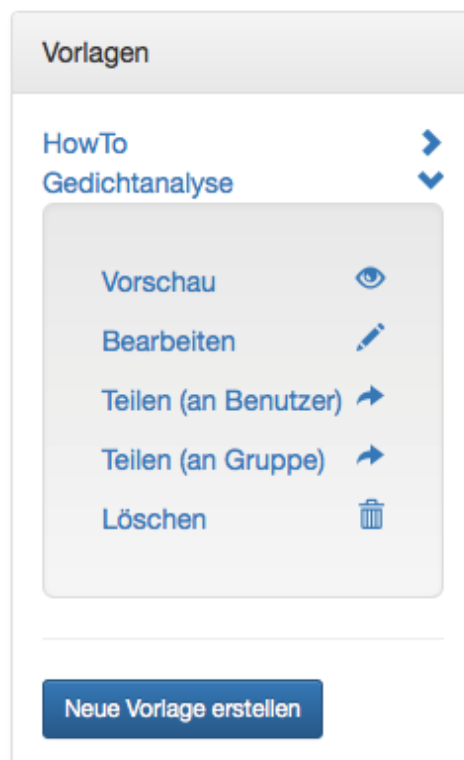 Vorlagen
HowTo
Gedichtanalyse
Vorschau
Bearbeiten
Teilen (an Benutzer)
Teilen (an Gruppe)
Löschen
Neue Vorlage erstellen